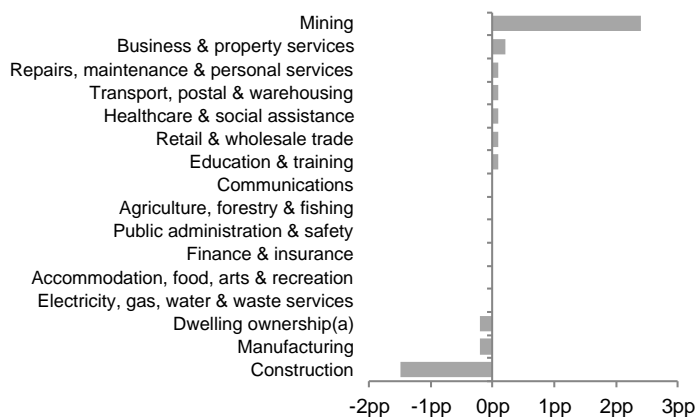 Mining
Business & property services
Repairs, maintenance & personal services
Transport, postal & warehousing
Healthcare & social assistance
Retail & wholesale trade
Education & training
Communications
Agriculture, forestry & fishing
Public administration & safety
Finance & insurance
Accommodation, food, arts & recreation
Electricity, gas, water & waste services
Dwelling ownership(a)
Manufacturing
Construction
-2pp -1pp 0pp 1pp 2pp 3pp